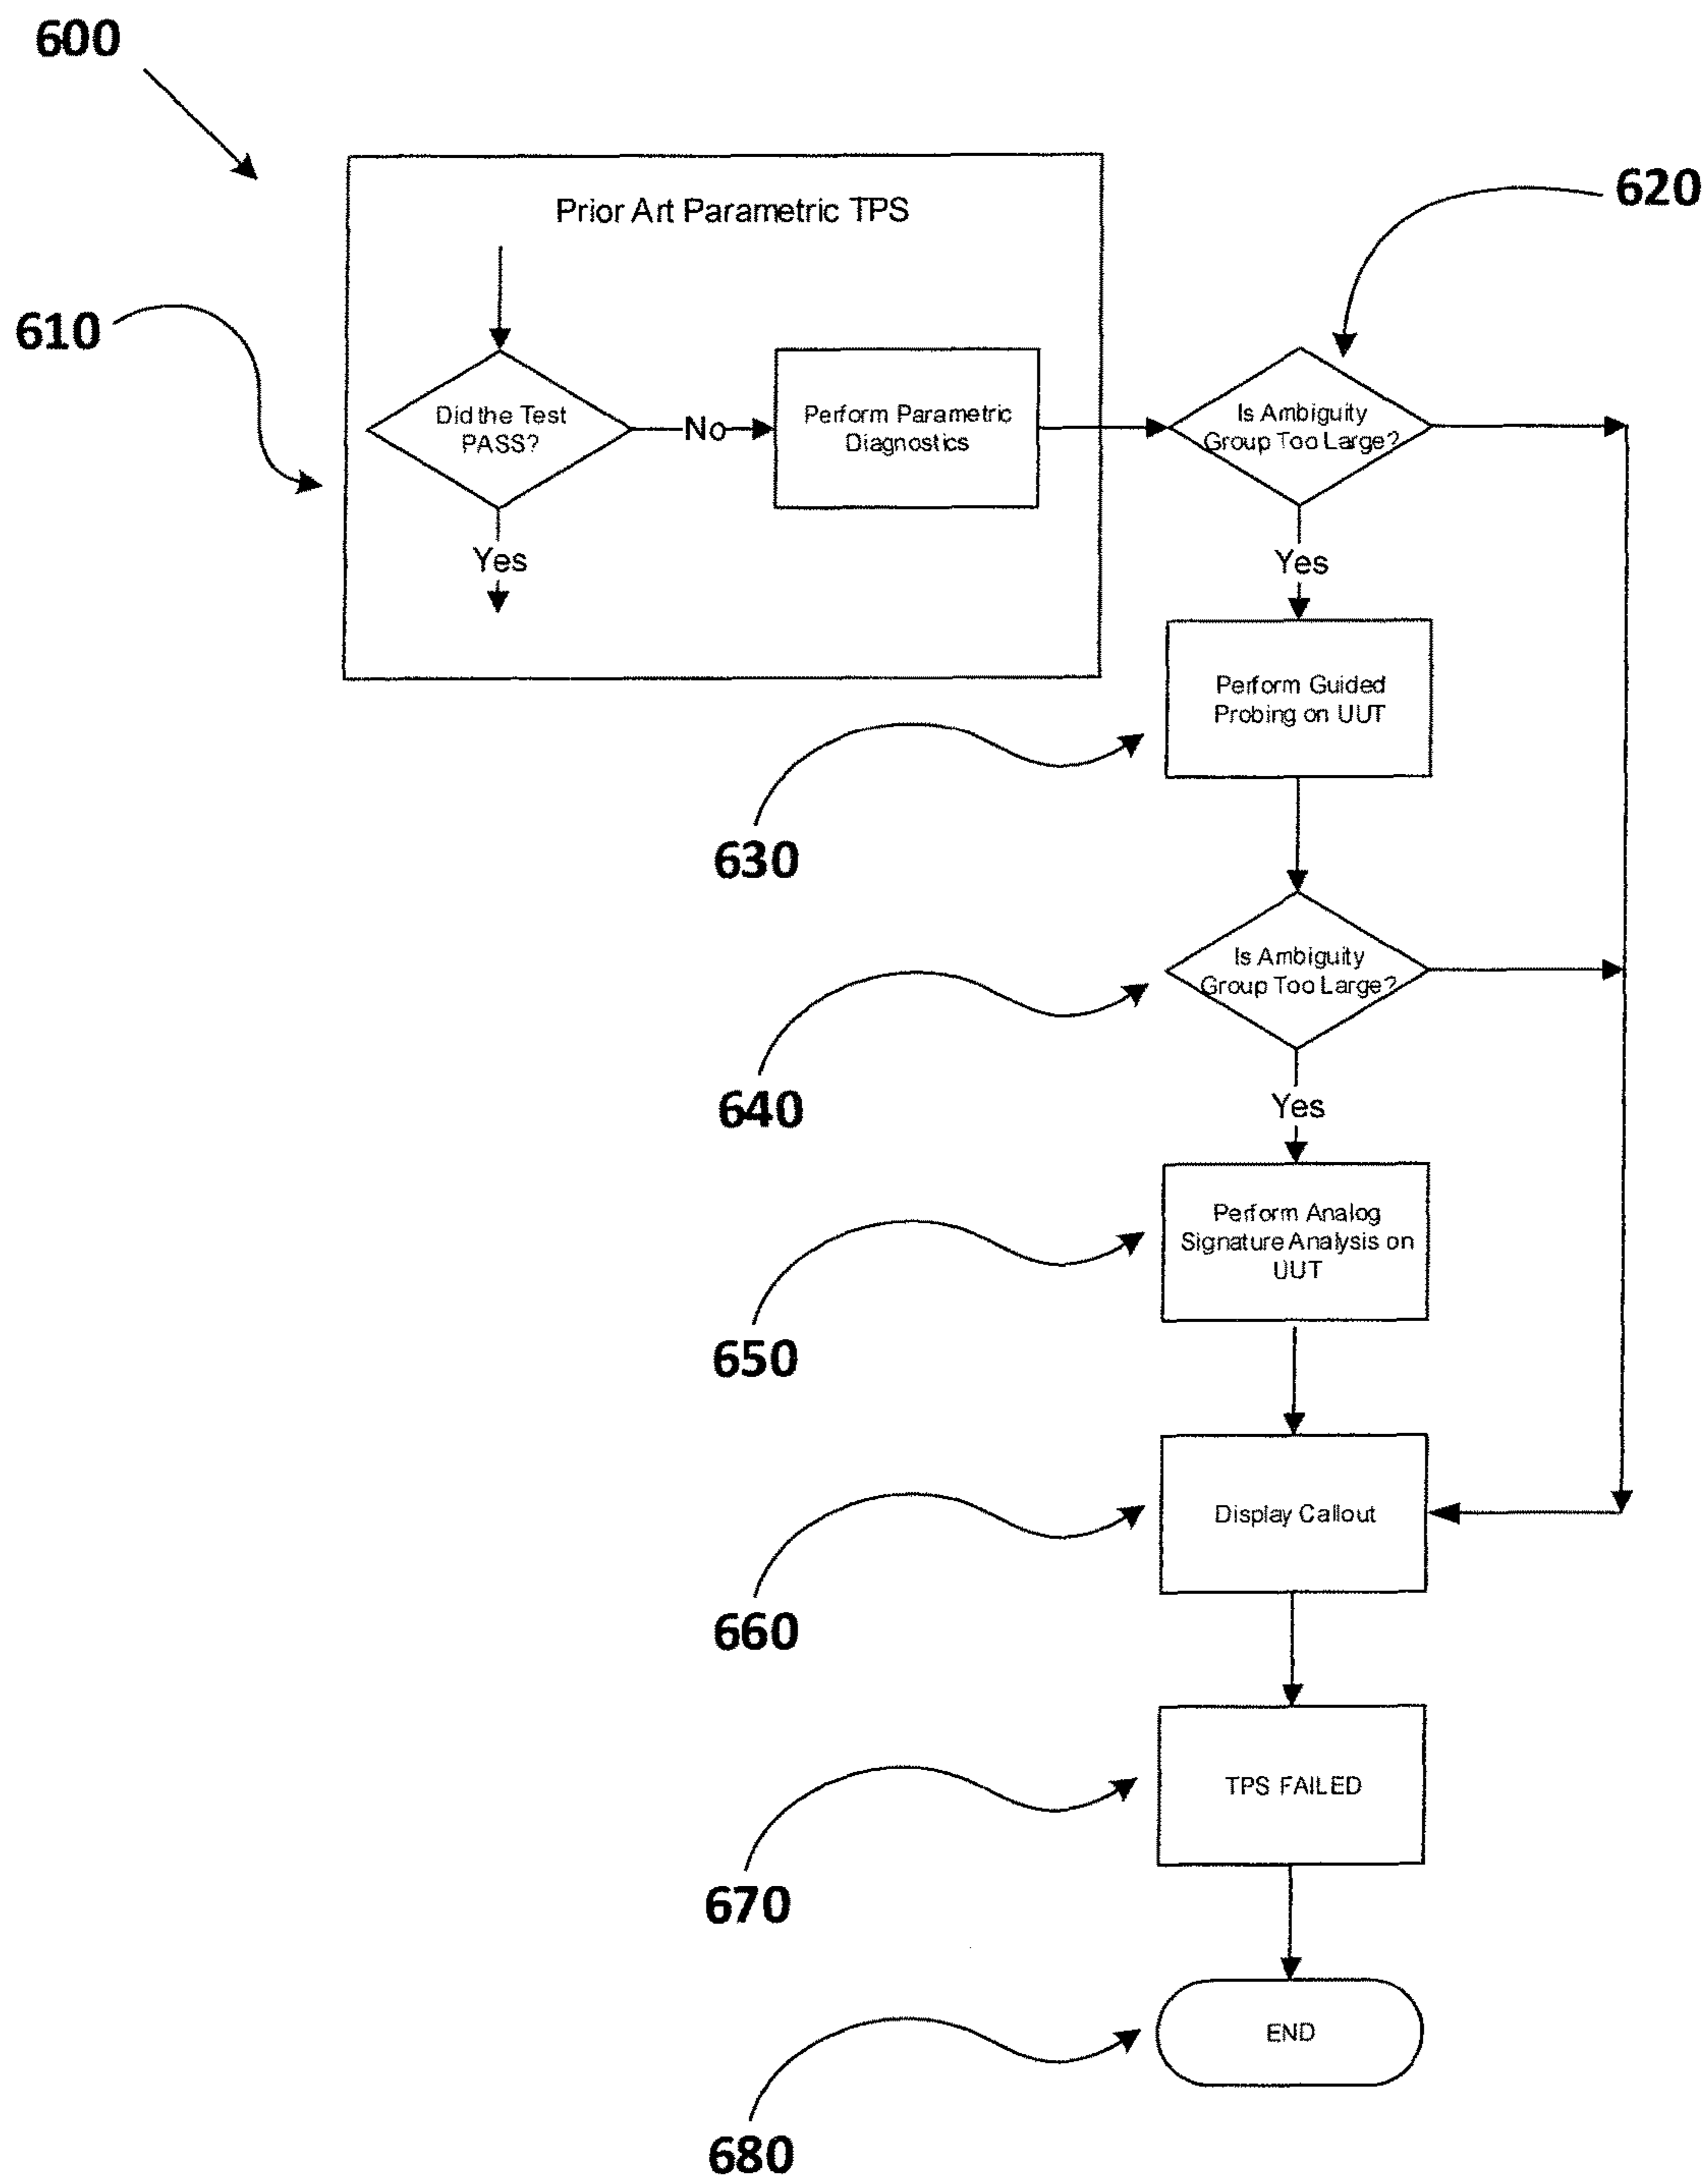 600
Prior Art Parametric TPS
620
610
Did the Test
PASS?
No
Perform Parametric
Diagnostics
Is Ambiguity
Group Too Large?
Yes
Yes
Perform Guided
Probing on UUT
630
Is Ambiguity
Group Too Large?
640
Yes
Perform Analog
Signature Analysis on
UUT
650
Display Callout
660
TPS FAILED
670
END
680